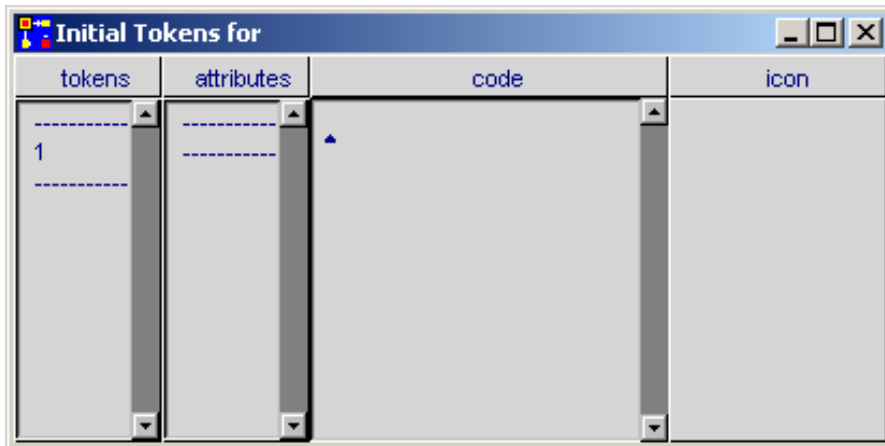 Initial Tokens for
tokens attributes code icon
----------- -----------
1 -----------
-----------